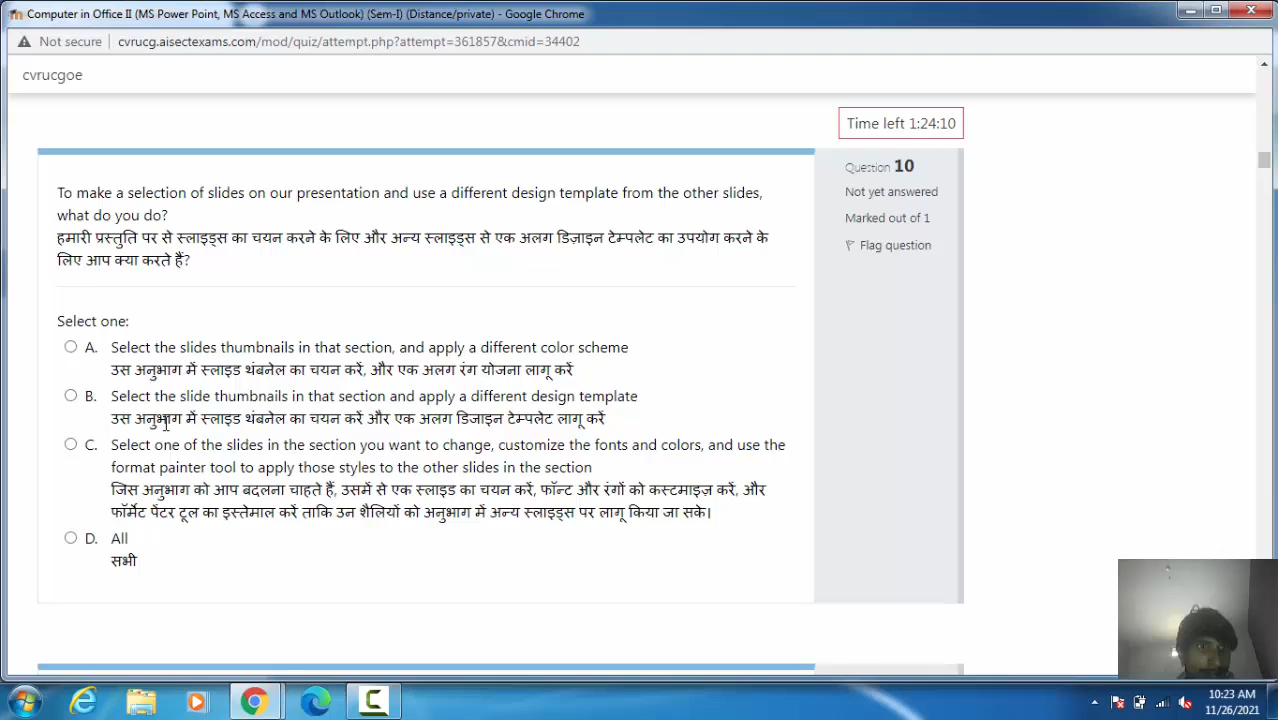 Computer in Office II (MS Power Point, MS Access and MS Outlook) (Sem-I) (Distance/private) - Google Chrome
Not secure | cvrucg.aisectexams.com/mod/quiz/attempt.php?attempt=361857&cmid=34402
cvrucgoe
Time left 1:24:10
Question 10
Not yet answered
Marked out of 1
Flag question
To make a selection of slides on our presentation and use a different design template from the other slides,
what do you do?
हमारी प्रस्तुति पर से स्लाइड्स का चयन करने के लिए और अन्य स्लाइड्स से एक अलग डिज़ाइन टेम्पलेट का उपयोग करने के
लिए आप क्या करते हैं?
Select one:
A. Select the slides thumbnails in that section, and apply a different color scheme
उस अनुभाग में स्लाइड थंबनेल का चयन करें, और एक अलग रंग योजना लागू करें
B. Select the slide thumbnails in that section and apply a different design template
उस अनुभाग में स्लाइड थंबनेल का चयन करें और एक अलग डिजाइन टेम्पलेट लागू करें
C. Select one of the slides in the section you want to change, customize the fonts and colors, and use the
format painter tool to apply those styles to the other slides in the section
जिस अनुभाग को आप बदलना चाहते हैं, उसमें से एक स्लाइड का चयन करें, फॉन्ट और रंगों को कस्टमाइज़ करें, और
फॉर्मेट पेंटर टूल का इस्तेमाल करें ताकि उन शैलियों को अनुभाग में अन्य स्लाइड्स पर लागू किया जा सके।
D. All
सभी
10:23 AM
11/26/2021